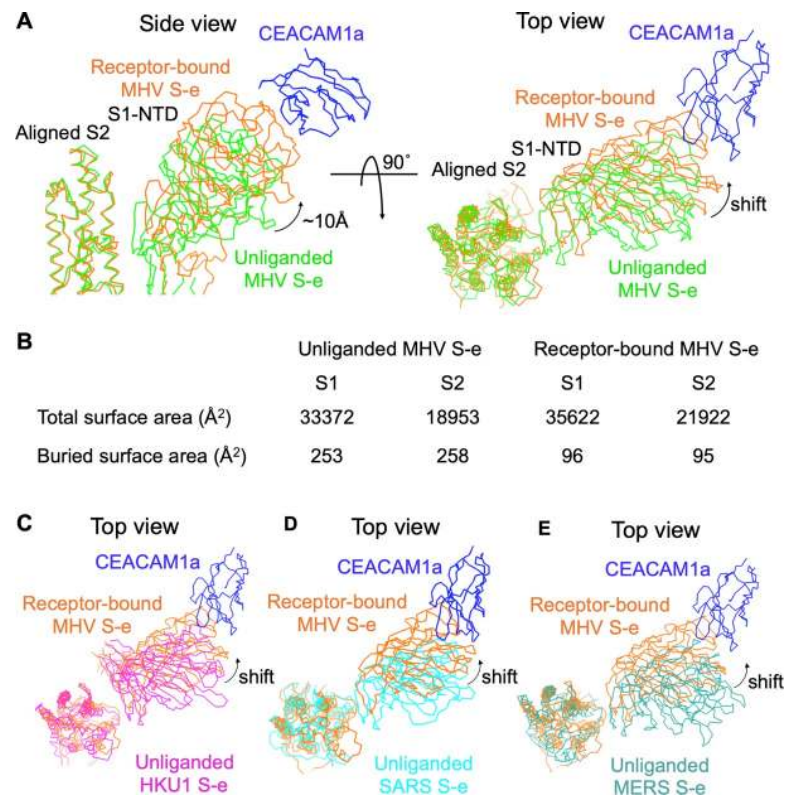 A
Side view
CEACAM1a
Receptor-bound
MHV S-e
S1-NTD
Aligned S2
~10Å
Unliganded
MHV S-e
90°
Top view
CEACAM1a
Receptor-bound
MHV S-e
S1-NTD
Aligned S2
shift
Unliganded
MHV S-e
B
Unliganded MHV S-e Receptor-bound MHV S-e
S1 S2 S1 S2
Total surface area (Å²) 33372 18953 35622 21922
Buried surface area (Å²) 253 258 96 95
C
Top view
CEACAM1a
Receptor-bound
MHV S-e
shift
Unliganded
HKU1 S-e
D
Top view
CEACAM1a
Receptor-bound
MHV S-e
shift
Unliganded
SARS S-e
E
Top view
CEACAM1a
Receptor-bound
MHV S-e
shift
Unliganded
MERS S-e